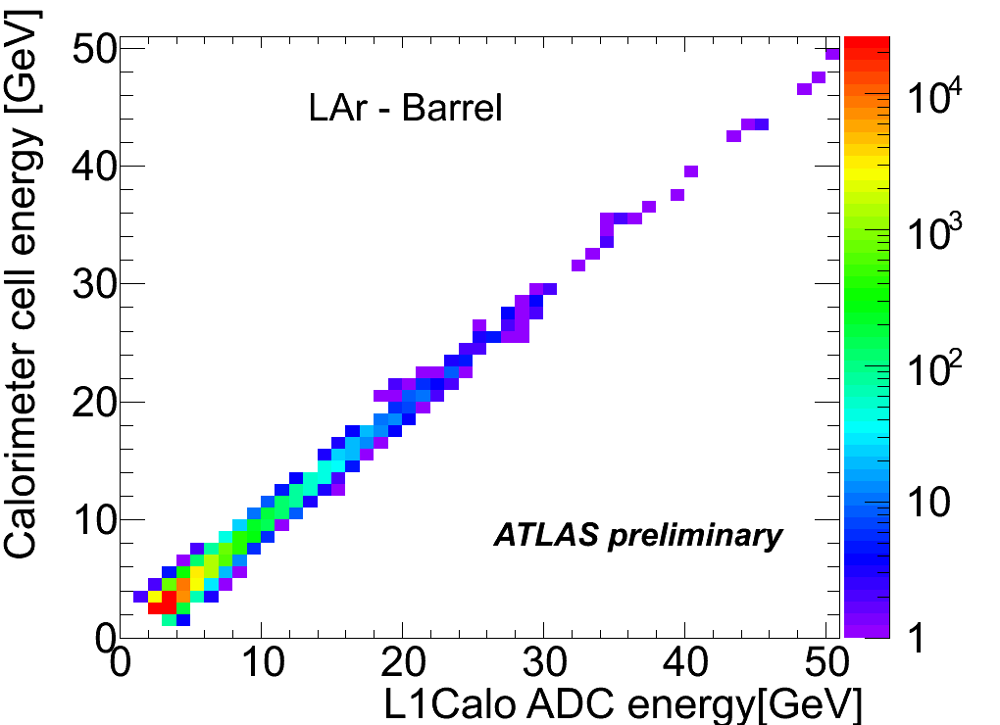 Calorimeter cell energy [GeV]
50
40
30
20
10
0
LAr - Barrel
ATLAS preliminary
0 10 20 30 40 50
L1Calo ADC energy[GeV]
10⁴
10³
10²
10
1